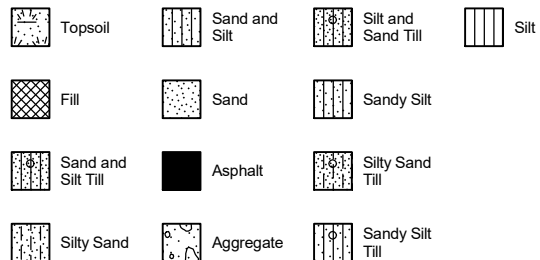 Topsoil
Sand and
Silt
Silt and
Sand Till
Silt
Fill
Sand
Sandy Silt
Sand and
Silt Till
Asphalt
Silty Sand
Till
Silty Sand
Aggregate
Sandy Silt
Till